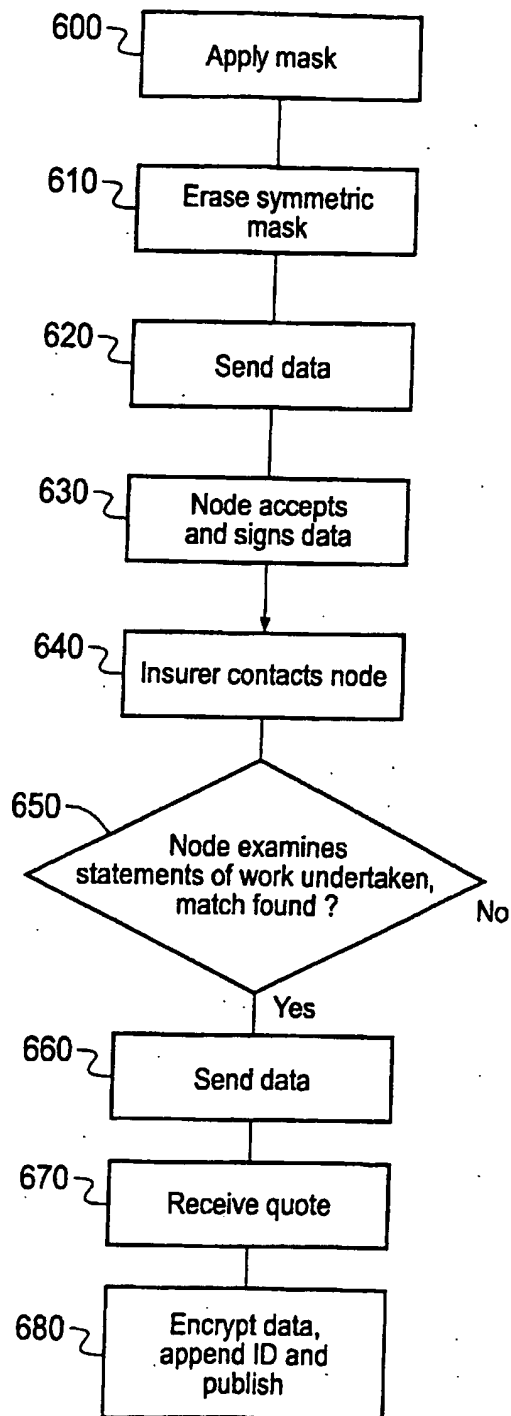 600
Apply mask
610
Erase symmetric
mask
620
Send data
630
Node accepts
and signs data
640
Insurer contacts node
650
Node examines
statements of work undertaken,
match found ?
No
Yes
660
Send data
670
Receive quote
680
Encrypt data,
append ID and
publish